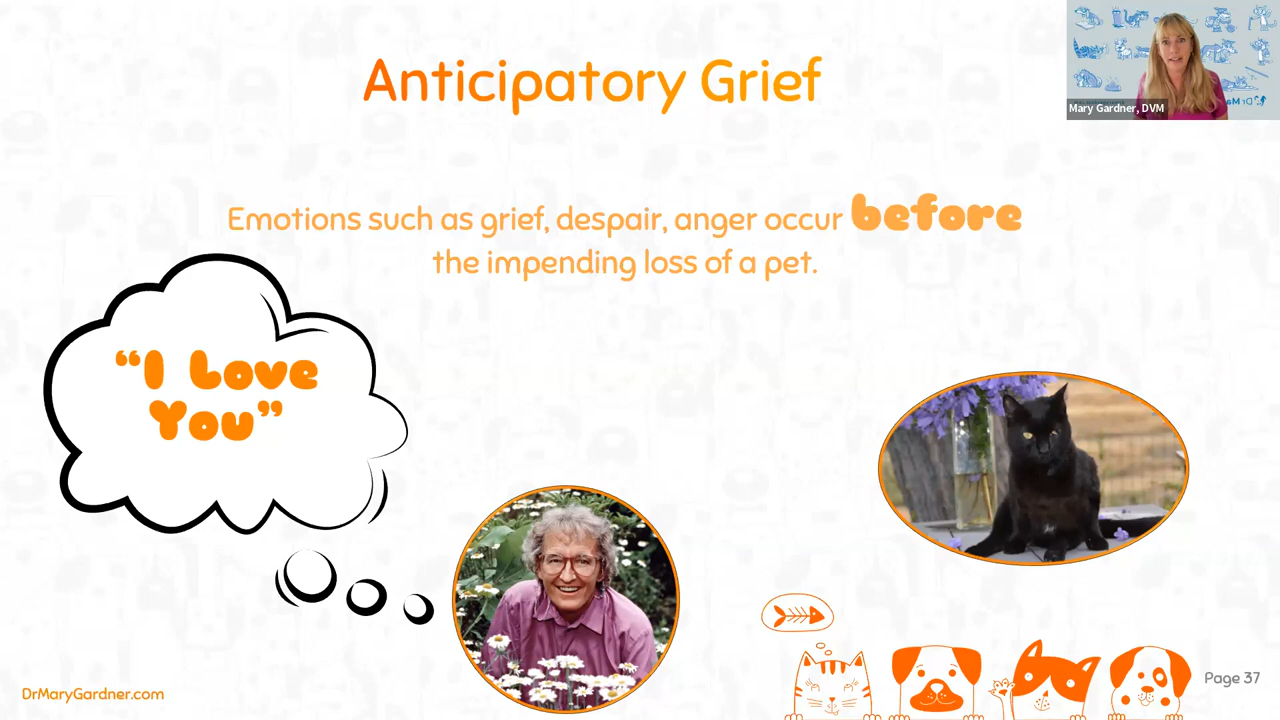 Anticipatory Grief
Mary Gardner, DVM
Emotions such as grief, despair, anger occur before
the impending loss of a pet.
“I Love
You”
DrMaryGardner.com
Page 37